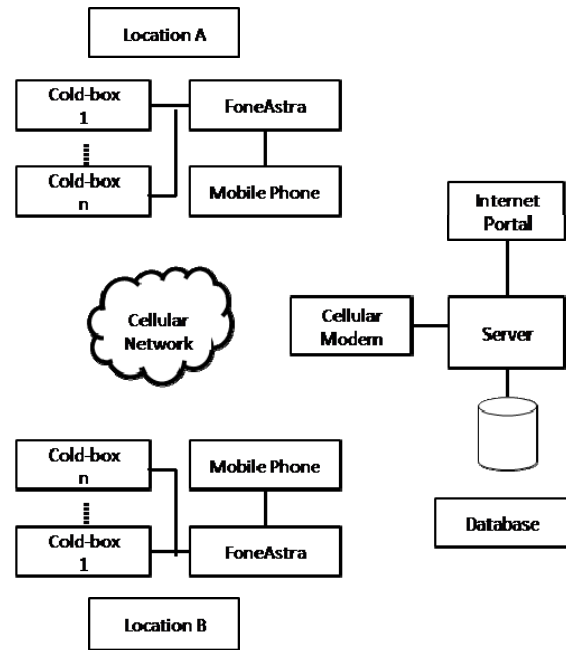 Location A
Cold-box
1
FoneAstra
Cold-box
n
Mobile Phone
Internet
Portal
Cellular
Network
Cellular
Modem
Server
Cold-box
n
Mobile Phone
Database
Cold-box
1
FoneAstra
Location B